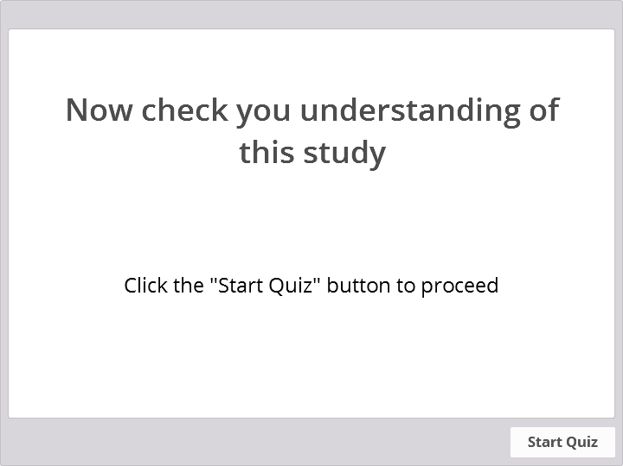 Now check you understanding of
this study
Click the "Start Quiz" button to proceed
Start Quiz